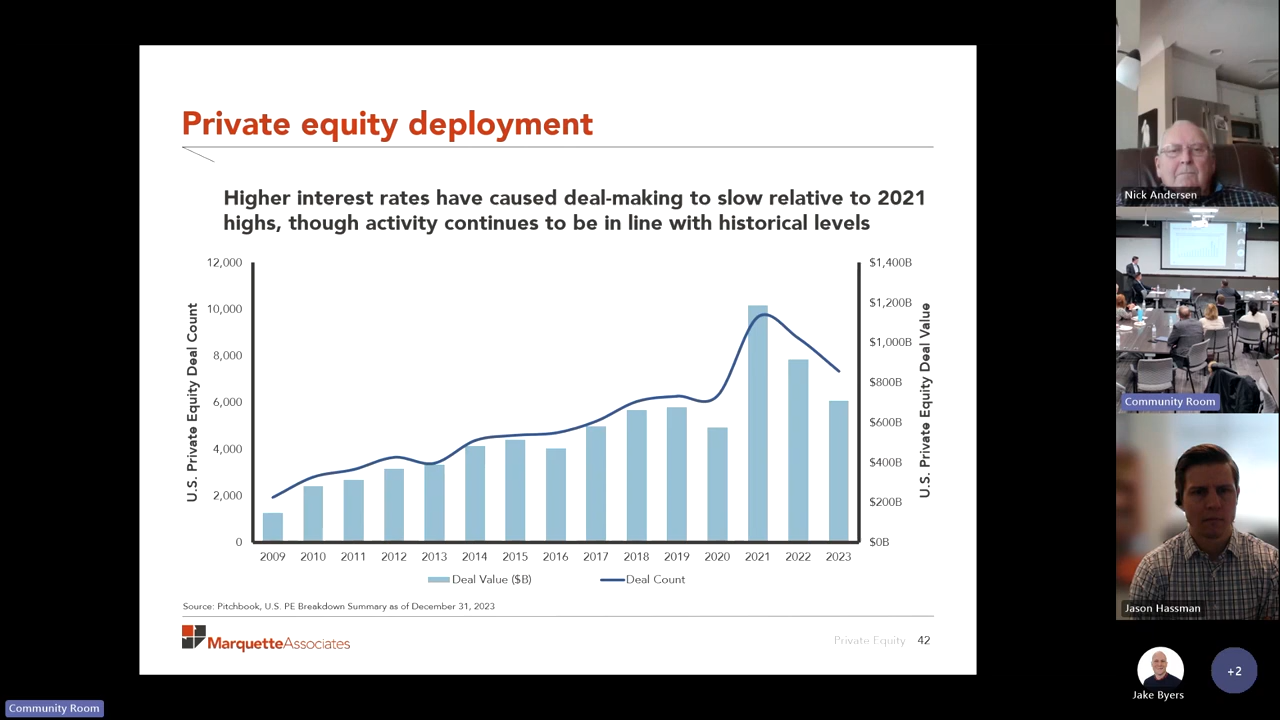 Private equity deployment
Higher interest rates have caused deal-making to slow relative to 2021
highs, though activity continues to be in line with historical levels
U.S. Private Equity Deal Count
12,000
10,000
8,000
6,000
4,000
2,000
0
$1,400B
$1,200B
$1,000B
$800B
$600B
$400B
$200B
$0B
U.S. Private Equity Deal Value
2009 2010 2011 2012 2013 2014 2015 2016 2017 2018 2019 2020 2021 2022 2023
Deal Value ($B) Deal Count
Source: Pitchbook, U.S. PE Breakdown Summary as of December 31, 2023
MarquetteAssociates
Private Equity 42
Nick Andersen
Community Room
Jason Hassman
Jake Byers
+2
Community Room